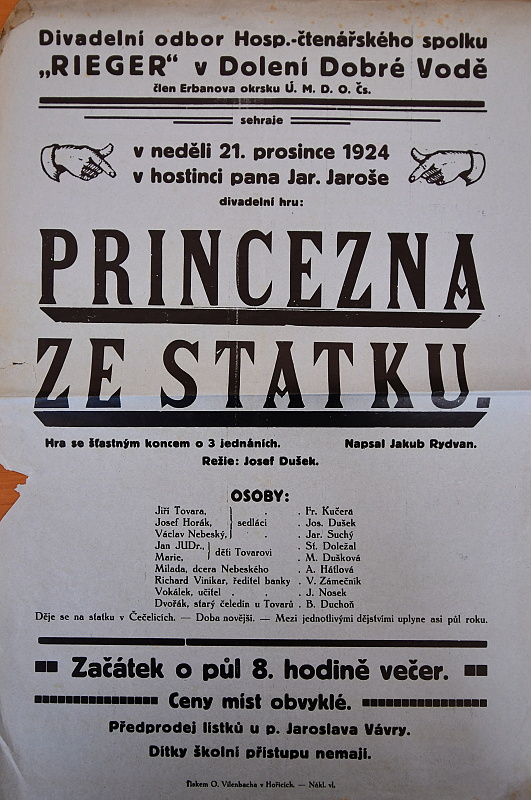 Divadelní odbor Hosp.-čtenářského spolku
„RIEGER“ v Dolení Dobré Vodě
člen Erbanova okrsku Ú. M. D. O. Čs.
sehraje
v neděli 21. prosince 1924
v hostinci pana Jar. Jaroše
divadelní hru:
PRINCEZNA
ZE STATKU.
Hra se šťastným koncem o 3 jednáních. Napsal Jakub Rydvan.
Režie: Josef Dušek.
OSOBY:
Jiří Tovara, . . Fr. Kučera
Josef Horák, sedláci . Jos. Dušek
Václav Nebeský, . . Jar. Suchý
Jan JUDr., . St. Doležal
Marie, děti Tovarovi . M. Dušková
Milada, dcera Nebeského . A. Hátlová
Richard Vinikar, ředitel banky . V. Zámečník
Vokálek, učitel . . . J. Nosek
Dvořák, starý čeledín u Tovarů . B. Duchoň
Děje se na statku v Čečelicích. — Doba novější. — Mezi jednotlivými dějstvími uplyne asi půl roku.
Začátek o půl 8. hodině večer.
Ceny míst obvyklé.
Předprodej lístků u p. Jaroslava Vávry.
Dítky školní přístupu nemají.
Tiskem O. Vilenbacha v Hořicích. — Nákl. vl.